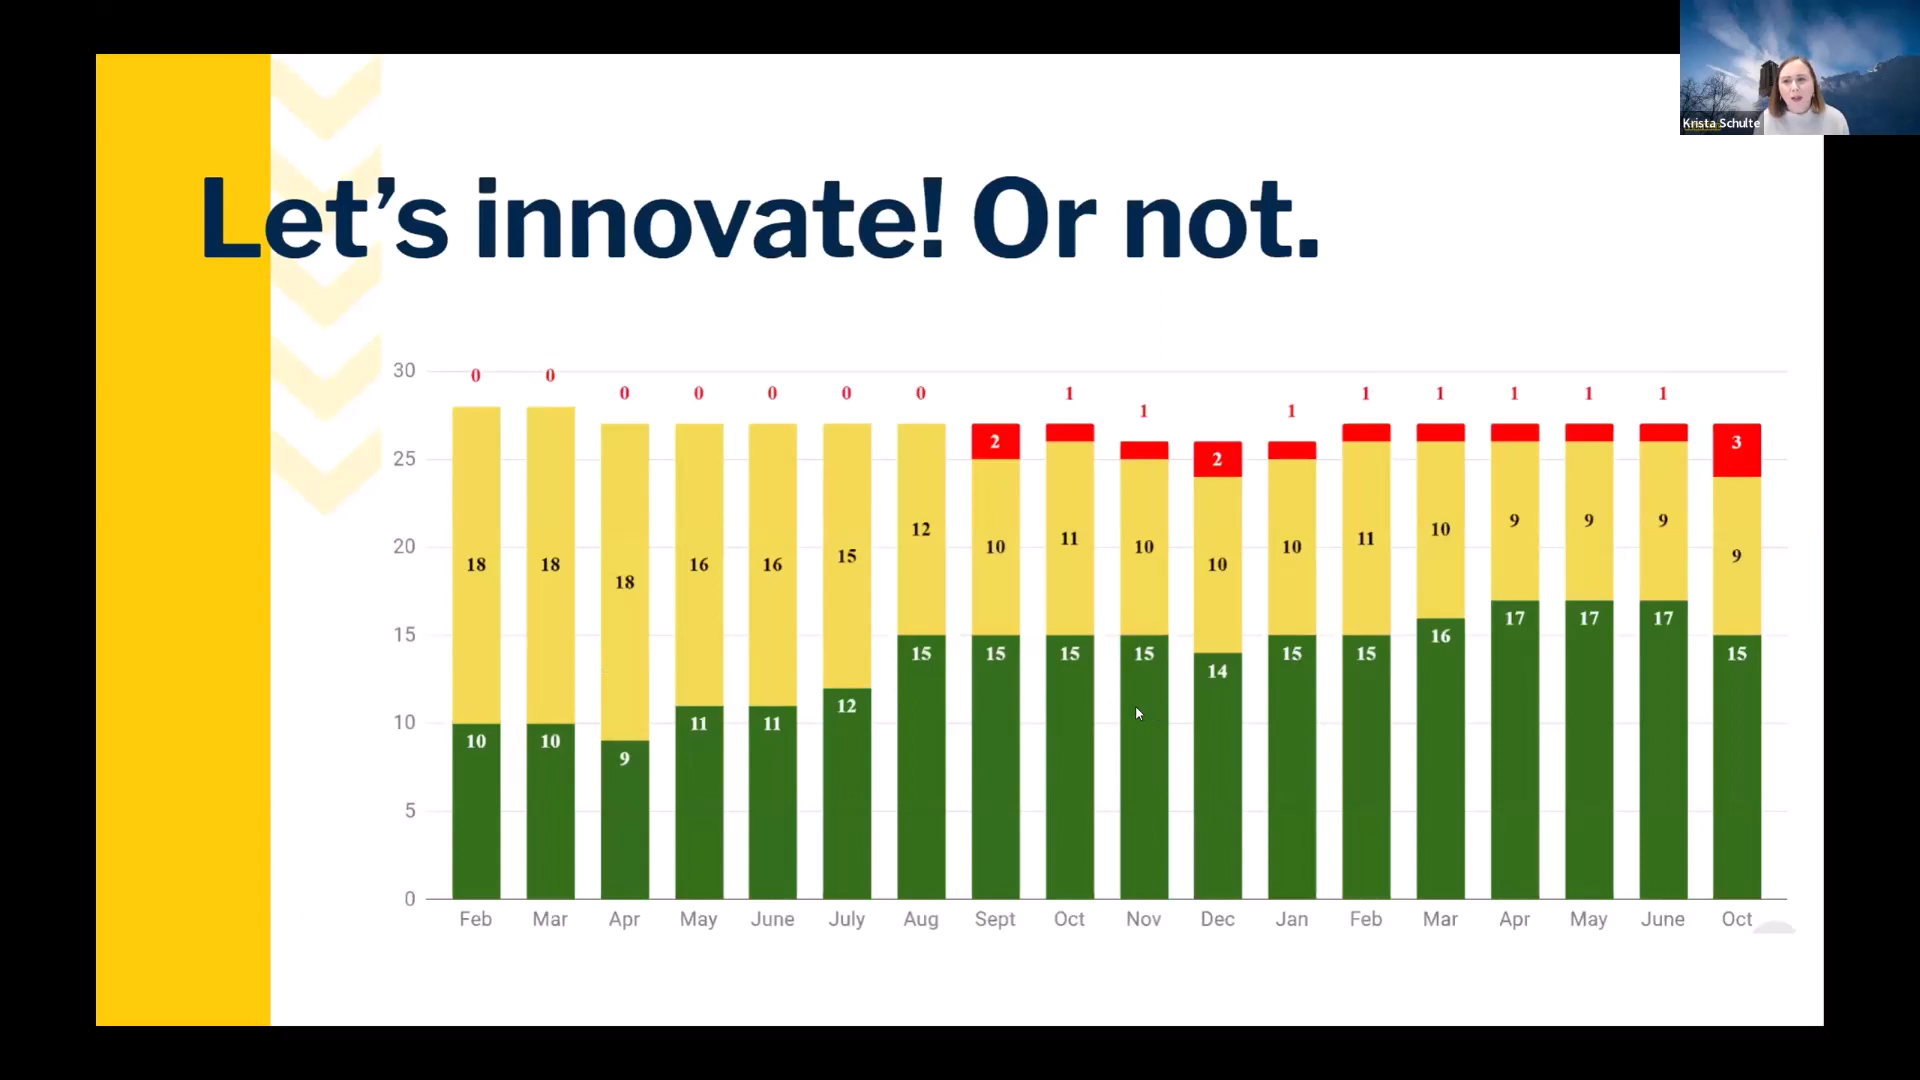 Krista Schulte
Let’s innovate! Or not.
30
25
20
15
10
5
0
0 0 0 0 0 0 0 2 1 1 2 1 1 1 1 1 1 3
18 18 18 16 16 15 12 10 11 10 10 10 11 10 9 9 9 9
10 10 9 11 11 12 15 15 15 15 14 15 15 16 17 17 17 15
Feb Mar Apr May June July Aug Sept Oct Nov Dec Jan Feb Mar Apr May June Oct